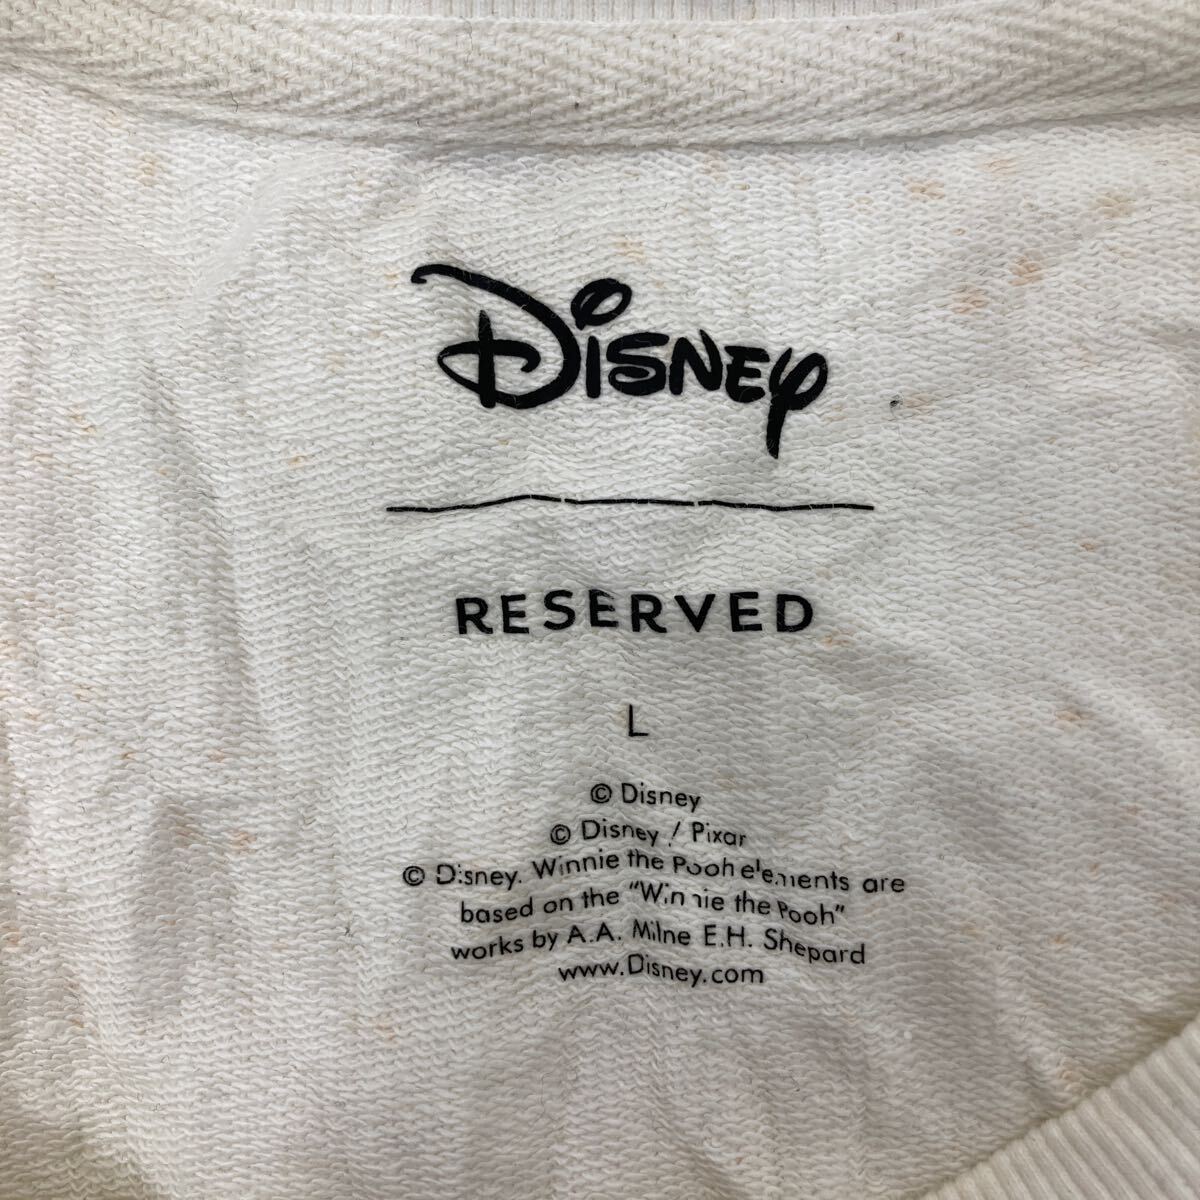 Disney
RESERVED
L
© Disney
© Disney / Pixar
© Disney. Winnie the Pooh elements are
based on the "Winnie the Pooh"
works by A.A. Milne E.H. Shepard
www.Disney.com